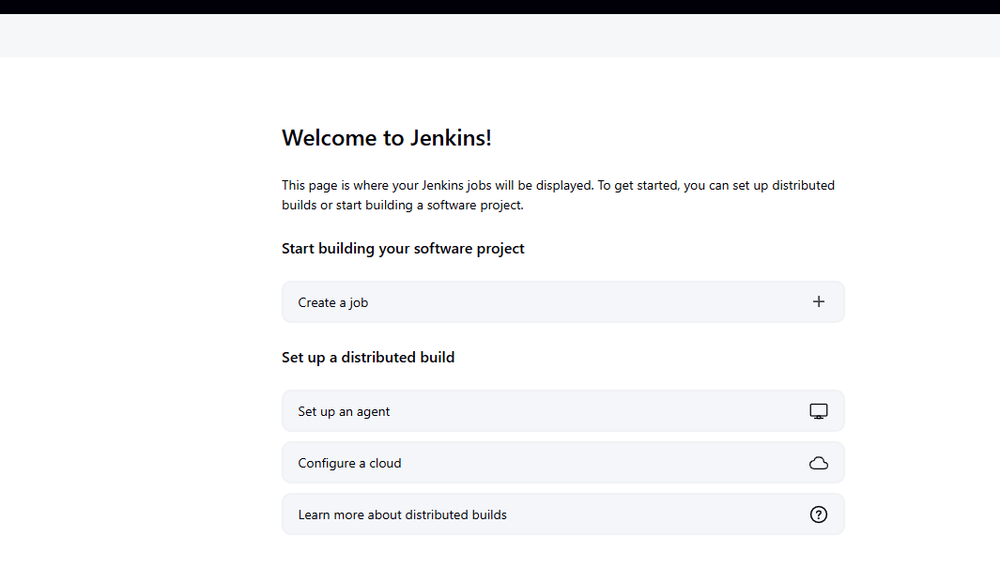 Welcome to Jenkins!
This page is where your Jenkins jobs will be displayed. To get started, you can set up distributed
builds or start building a software project.
Start building your software project
Create a job
Set up a distributed build
Set up an agent
Configure a cloud
Learn more about distributed builds